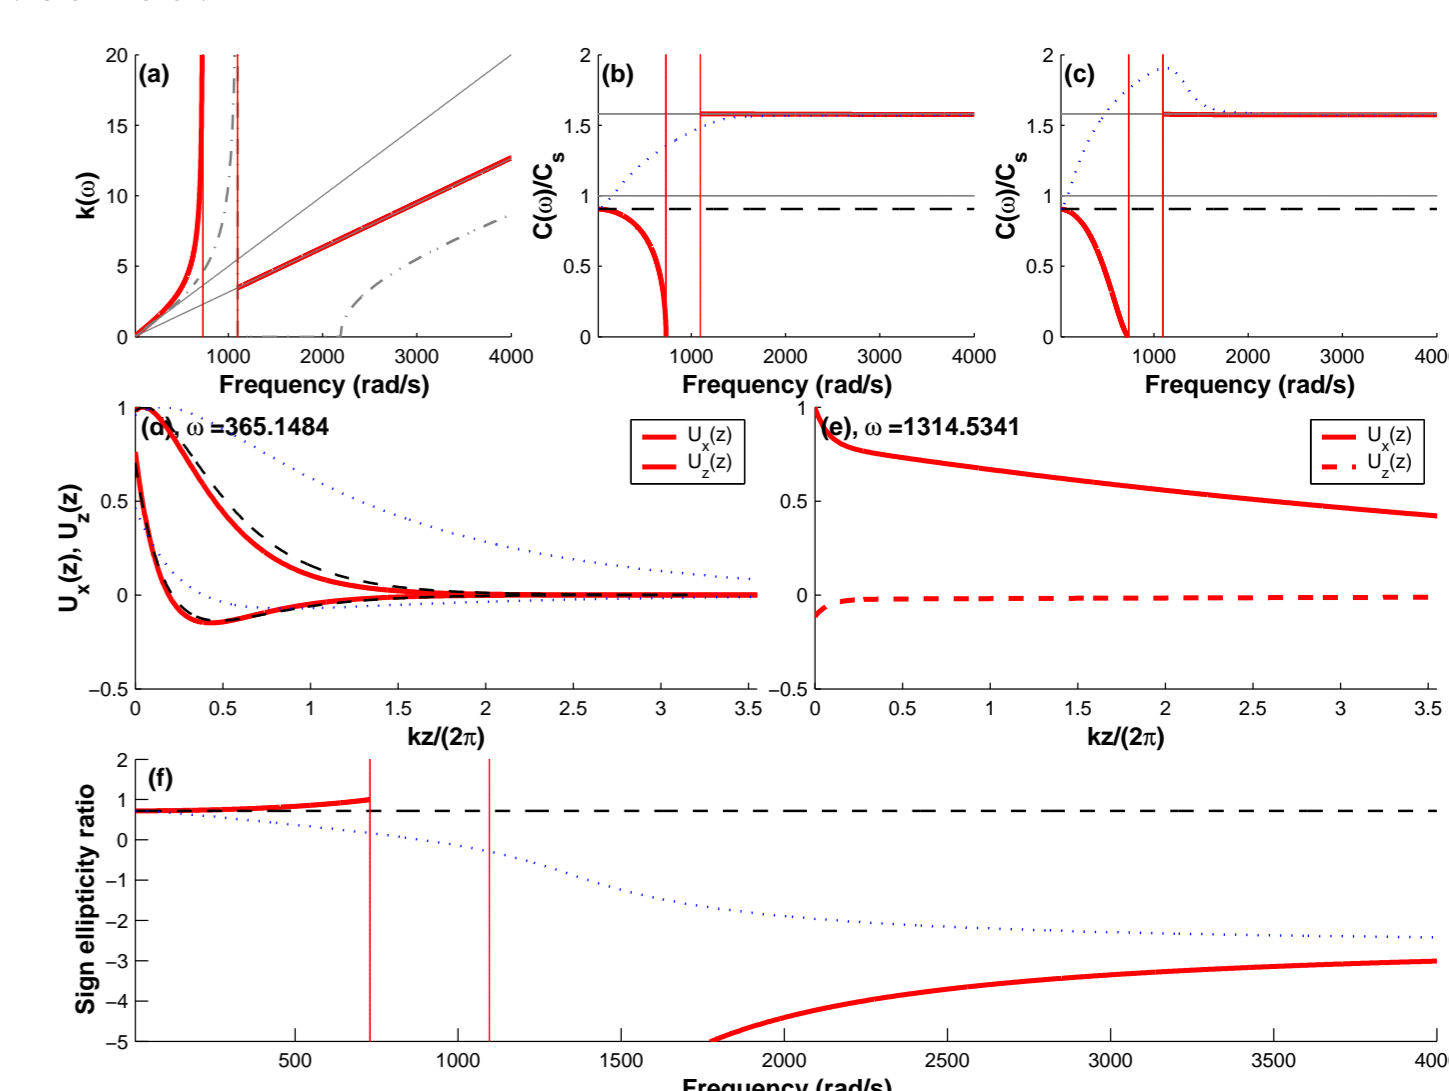 (a)
20
15
10
5
0
k(ω)
1000 2000 3000 4000
Frequency (rad/s)
(b)
2
1.5
1
0.5
0
C(ω)/C_s
1000 2000 3000 4000
Frequency (rad/s)
(c)
2
1.5
1
0.5
0
C(ω)/C_s
1000 2000 3000 400
Frequency (rad/s)
(d), ω =365.1484
U_x(z)
U_z(z)
1
0.5
0
−0.5
U_x(z), U_z(z)
0 0.5 1 1.5 2 2.5 3 3.5
kz/(2π)
(e), ω =1314.5341
U_x(z)
U_z(z)
1
0.5
0
−0.5
0 0.5 1 1.5 2 2.5 3 3.5
kz/(2π)
(f)
2
1
0
−1
−2
−3
−4
−5
Sign ellipticity ratio
500 1000 1500 2000 2500 3000 3500 400
Frequency (rad/s)